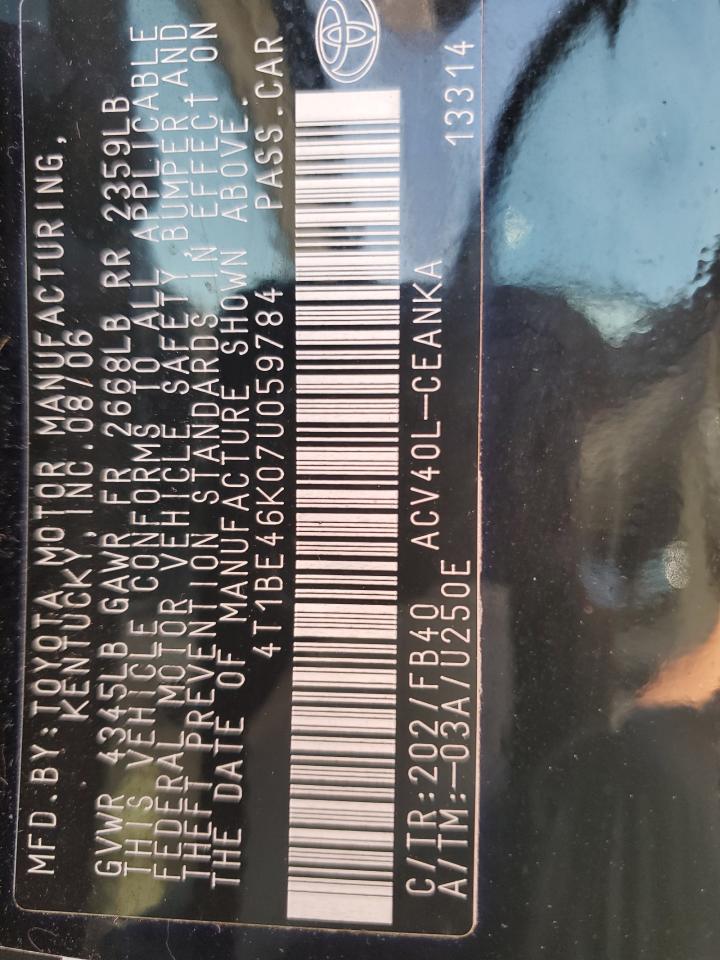 MFD.BY:TOYOTA MOTOR MANUFACTURING,
KENTUCKY,INC.08/06
GVWR 4345LB GAWR FR 2668LB RR 2359LB
THIS VEHICLE CONFORMS TO ALL APPLICABLE
FEDERAL MOTOR VEHICLE SAFETY,BUMPER,AND
THEFT PREVENTION STANDARDS IN EFFECT ON
THE DATE OF MANUFACTURE SHOWN ABOVE.
4T1BE46K07U059784 PASS.CAR
C/TR:202/FB40 ACV40L-CEANKA 13314
A/TM:-03A/U250E